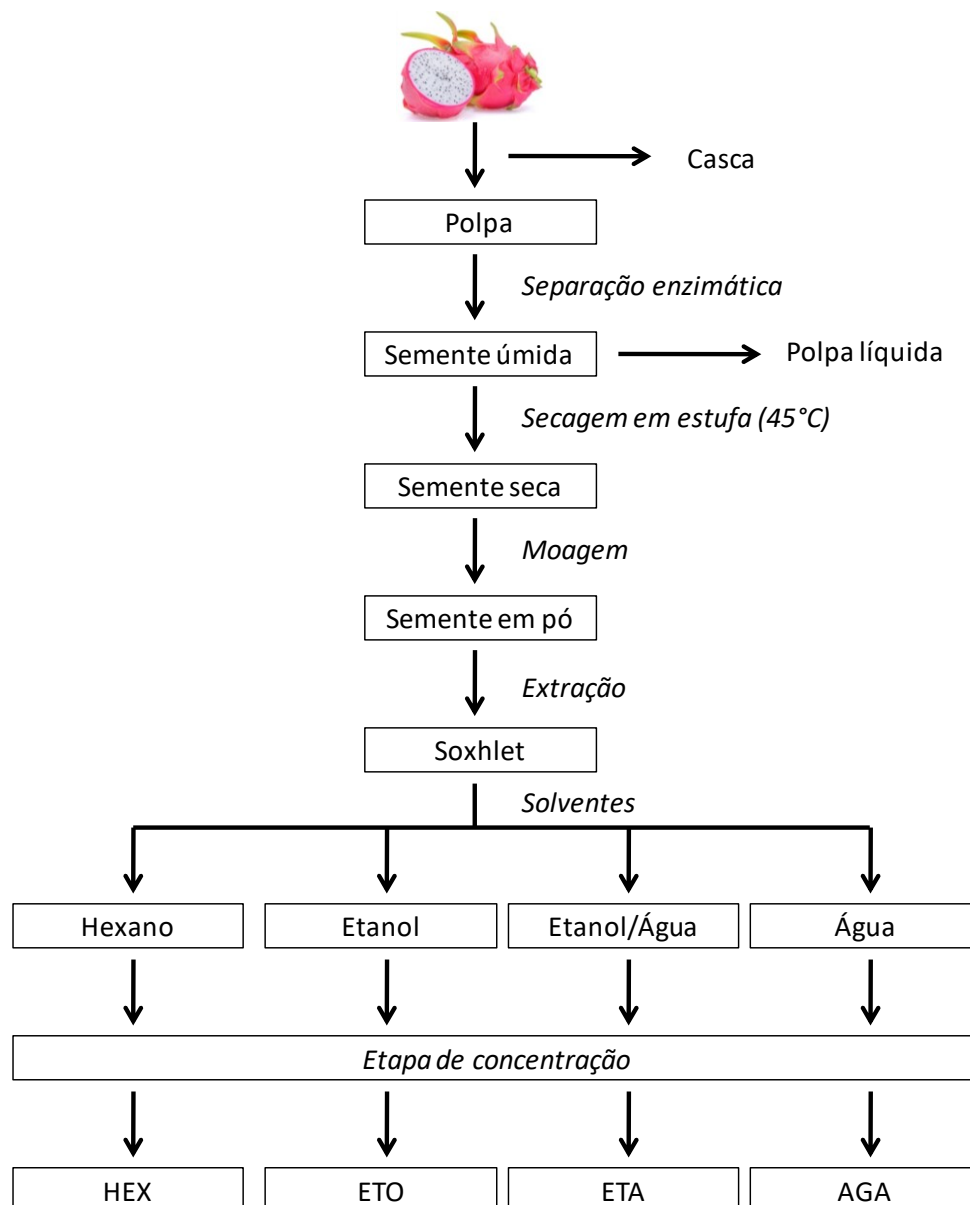 Casca
Polpa
Separação enzimática
Semente úmida
Polpa líquida
Secagem em estufa (45°C)
Semente seca
Moagem
Semente em pó
Extração
Soxhlet
Solventes
Hexano
Etanol
Etanol/Água
Água
Etapa de concentração
HEX
ETO
ETA
AGA